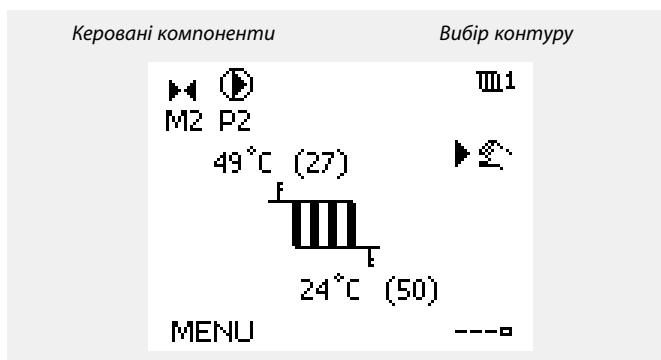 Керовані компоненти Вибір контуру
1
M2 P2
49°C (27)
24°C (50)
MENU ---